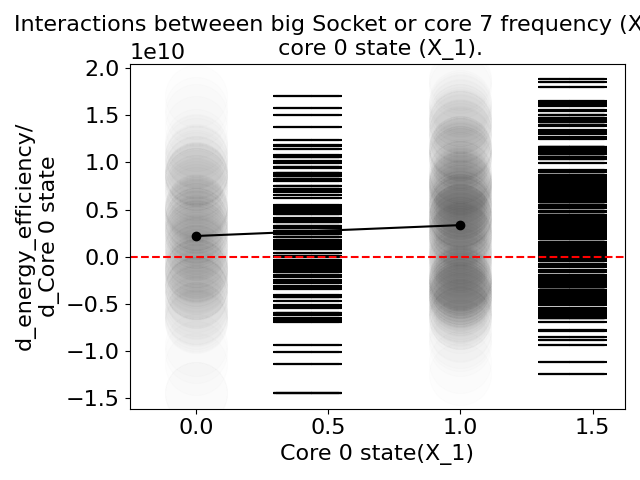 Interactions betweeen big Socket or core 7 frequency (X
core 0 state (X_1).
1e10
2.0
1.5
1.0
0.5
0.0
−0.5
−1.0
−1.5
d_energy_efficiency/
d_Core 0 state
0.0 0.5 1.0 1.5
Core 0 state(X_1)